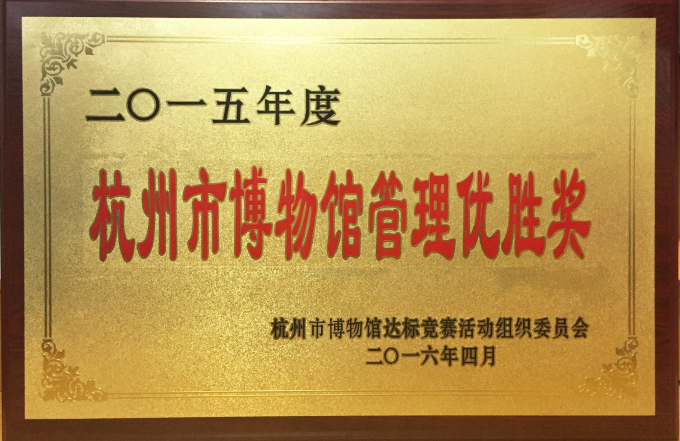 二〇一五年度
杭州市博物馆管理优胜奖
杭州市博物馆达标竞赛活动组织委员会
二〇一六年四月